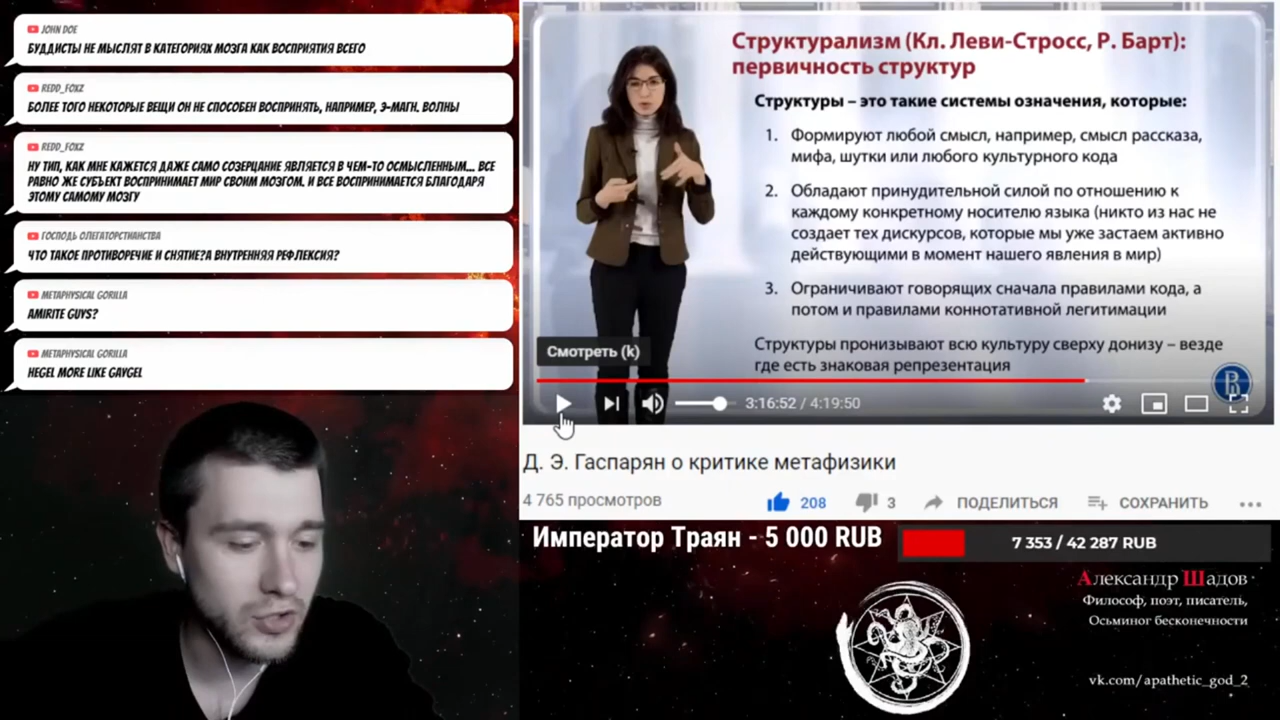 JOHN DOE
БУДДИСТЫ НЕ МЫСЛЯТ В КАТЕГОРИЯХ МОЗГА КАК ВОСПРИЯТИЯ ВСЕГО
REDD_FOXZ
БОЛЕЕ ТОГО НЕКОТОРЫЕ ВЕЩИ ОН НЕ СПОСОБЕН ВОСПРИНЯТЬ, НАПРИМЕР, Э-МАГН. ВОЛНЫ
REDD_FOXZ
НУ ТИП, КАК МНЕ КАЖЕТСЯ ДАЖЕ САМО СОЗЕРЦАНИЕ ЯВЛЯЕТСЯ В ЧЕМ-ТО ОСМЫСЛЕННЫМ... ВСЕ
РАВНО ЖЕ СУБЪЕКТ ВОСПРИНИМАЕТ МИР СВОИМ МОЗГОМ. И ВСЕ ВОСПРИНИМАЕТСЯ БЛАГОДАРЯ
ЭТОМУ САМОМУ МОЗГУ
ГОСПОДЬ ОЛЕГАТОРСТИАНСТВА
ЧТО ТАКОЕ ПРОТИВОРЕЧИЕ И СНЯТИЕ?А ВНУТРЕННЯЯ РЕФЛЕКСИЯ?
METAPHYSICAL GORILLA
AMIRITE GUYS?
METAPHYSICAL GORILLA
HEGEL MORE LIKE GAYGEL
Структурализм (Кл. Леви-Стросс, Р. Барт):
первичность структур
Структуры – это такие системы означения, которые:
1. Формируют любой смысл, например, смысл рассказа,
мифа, шутки или любого культурного кода
2. Обладают принудительной силой по отношению к
каждому конкретному носителю языка (никто из нас не
создает тех дискурсов, которые мы уже застаем активно
действующими в момент нашего явления в мир)
3. Ограничивают говорящих сначала правилами кода, а
потом и правилами коннотативной легитимации
Структуры пронизывают всю культуру сверху донизу – везде
где есть знаковая репрезентация
Смотреть (k)
3:16:52 / 4:19:50
Д. Э. Гаспарян о критике метафизики
4 765 просмотров
208
3
ПОДЕЛИТЬСЯ
СОХРАНИТЬ
Император Траян - 5 000 RUB
7 353 / 42 287 RUB
Александр Шадов
Философ, поэт, писатель,
Осьминог бесконечности
vk.com/apathetic_god_2